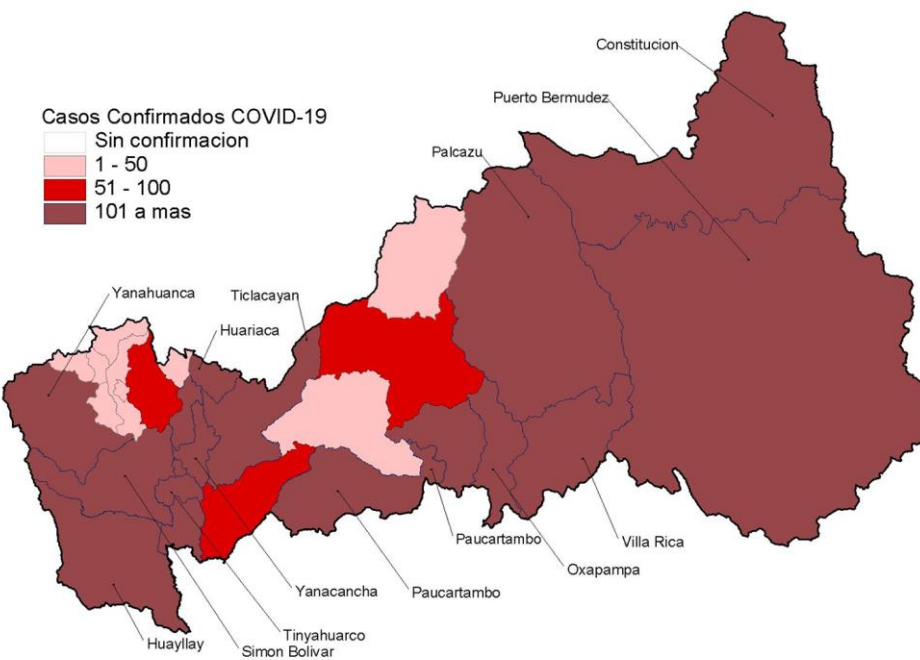 Constitucion
Puerto Bermudez
Casos Confirmados COVID-19
Sin confirmacion
1 - 50
51 - 100
101 a mas
Palcazu
Yanahuanca
Ticlacayan
Huariaca
Paucartambo
Villa Rica
Oxapampa
Yanacancha
Paucartambo
Tinyahuarco
Huayllay
Simon Bolivar